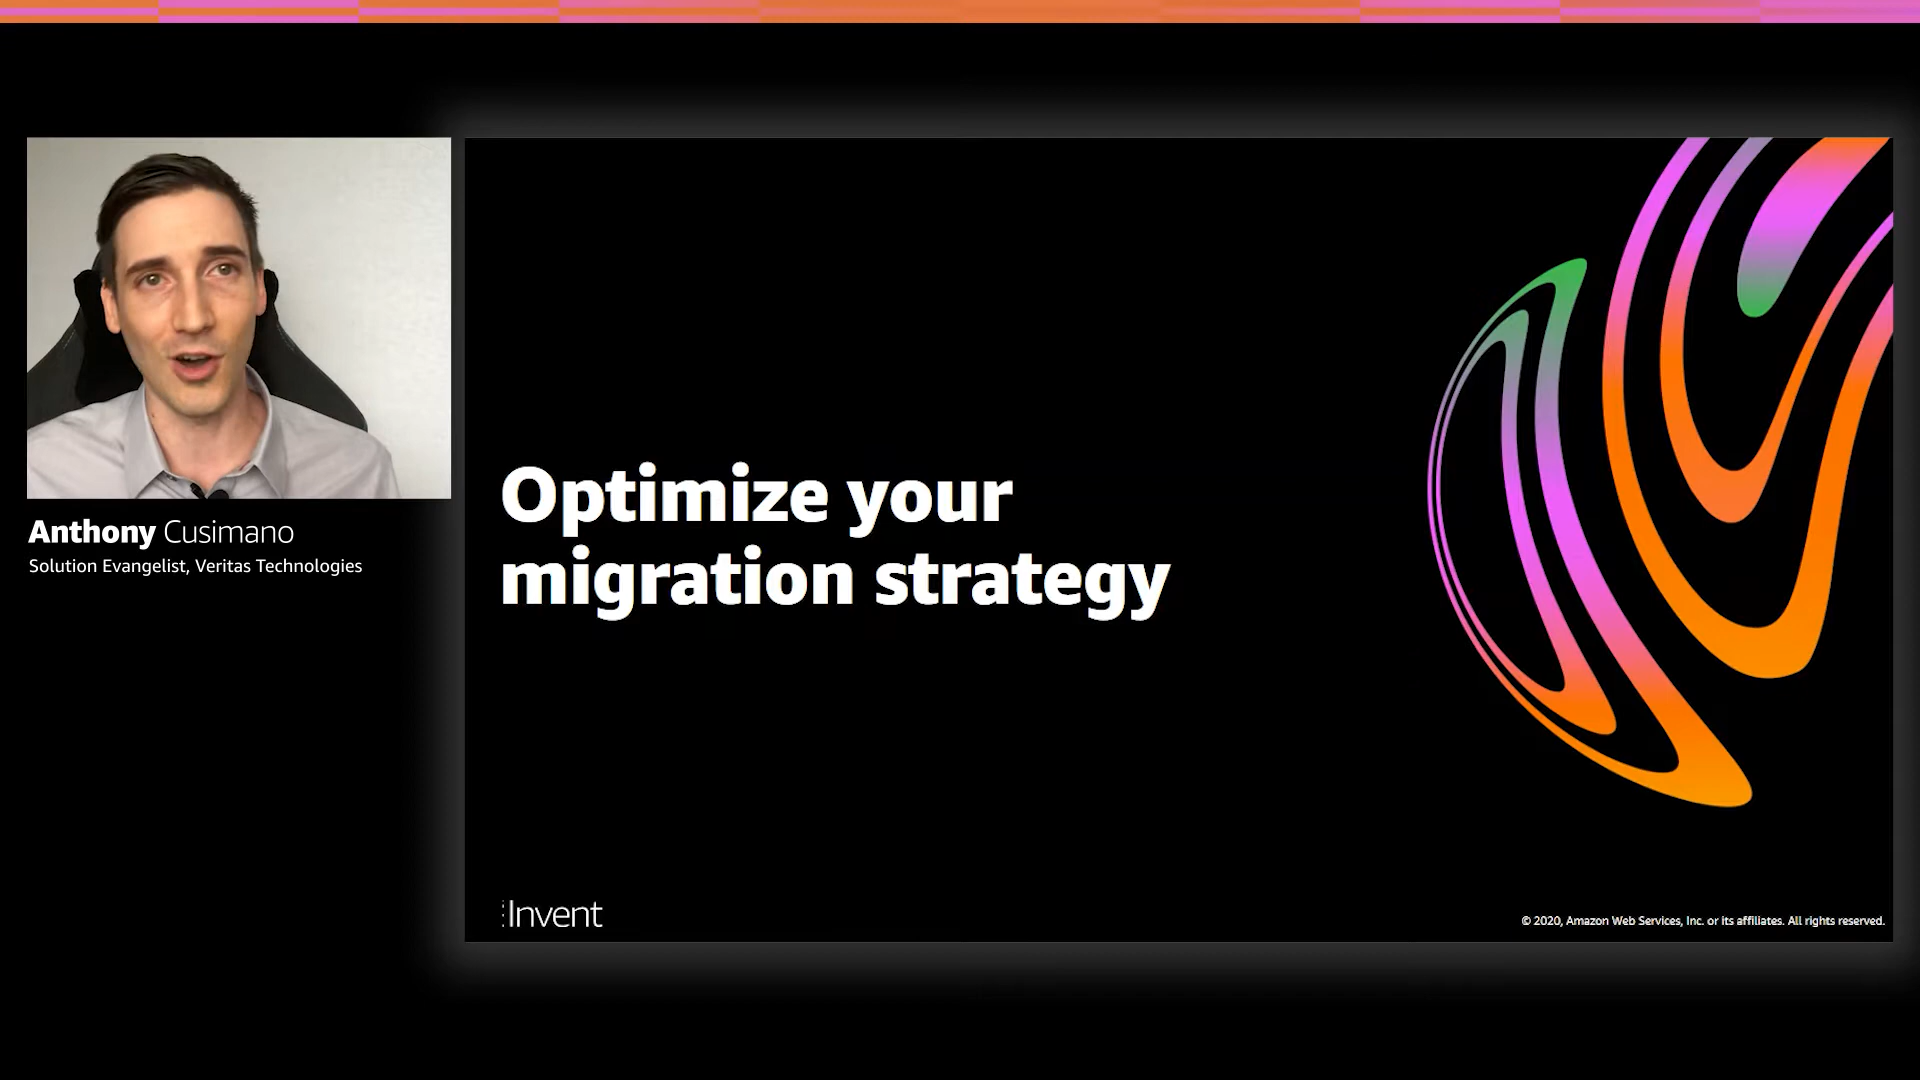 Anthony Cusimano
Solution Evangelist, Veritas Technologies
Optimize your
migration strategy
:Invent
© 2020, Amazon Web Services, Inc. or its affiliates. All rights reserved.